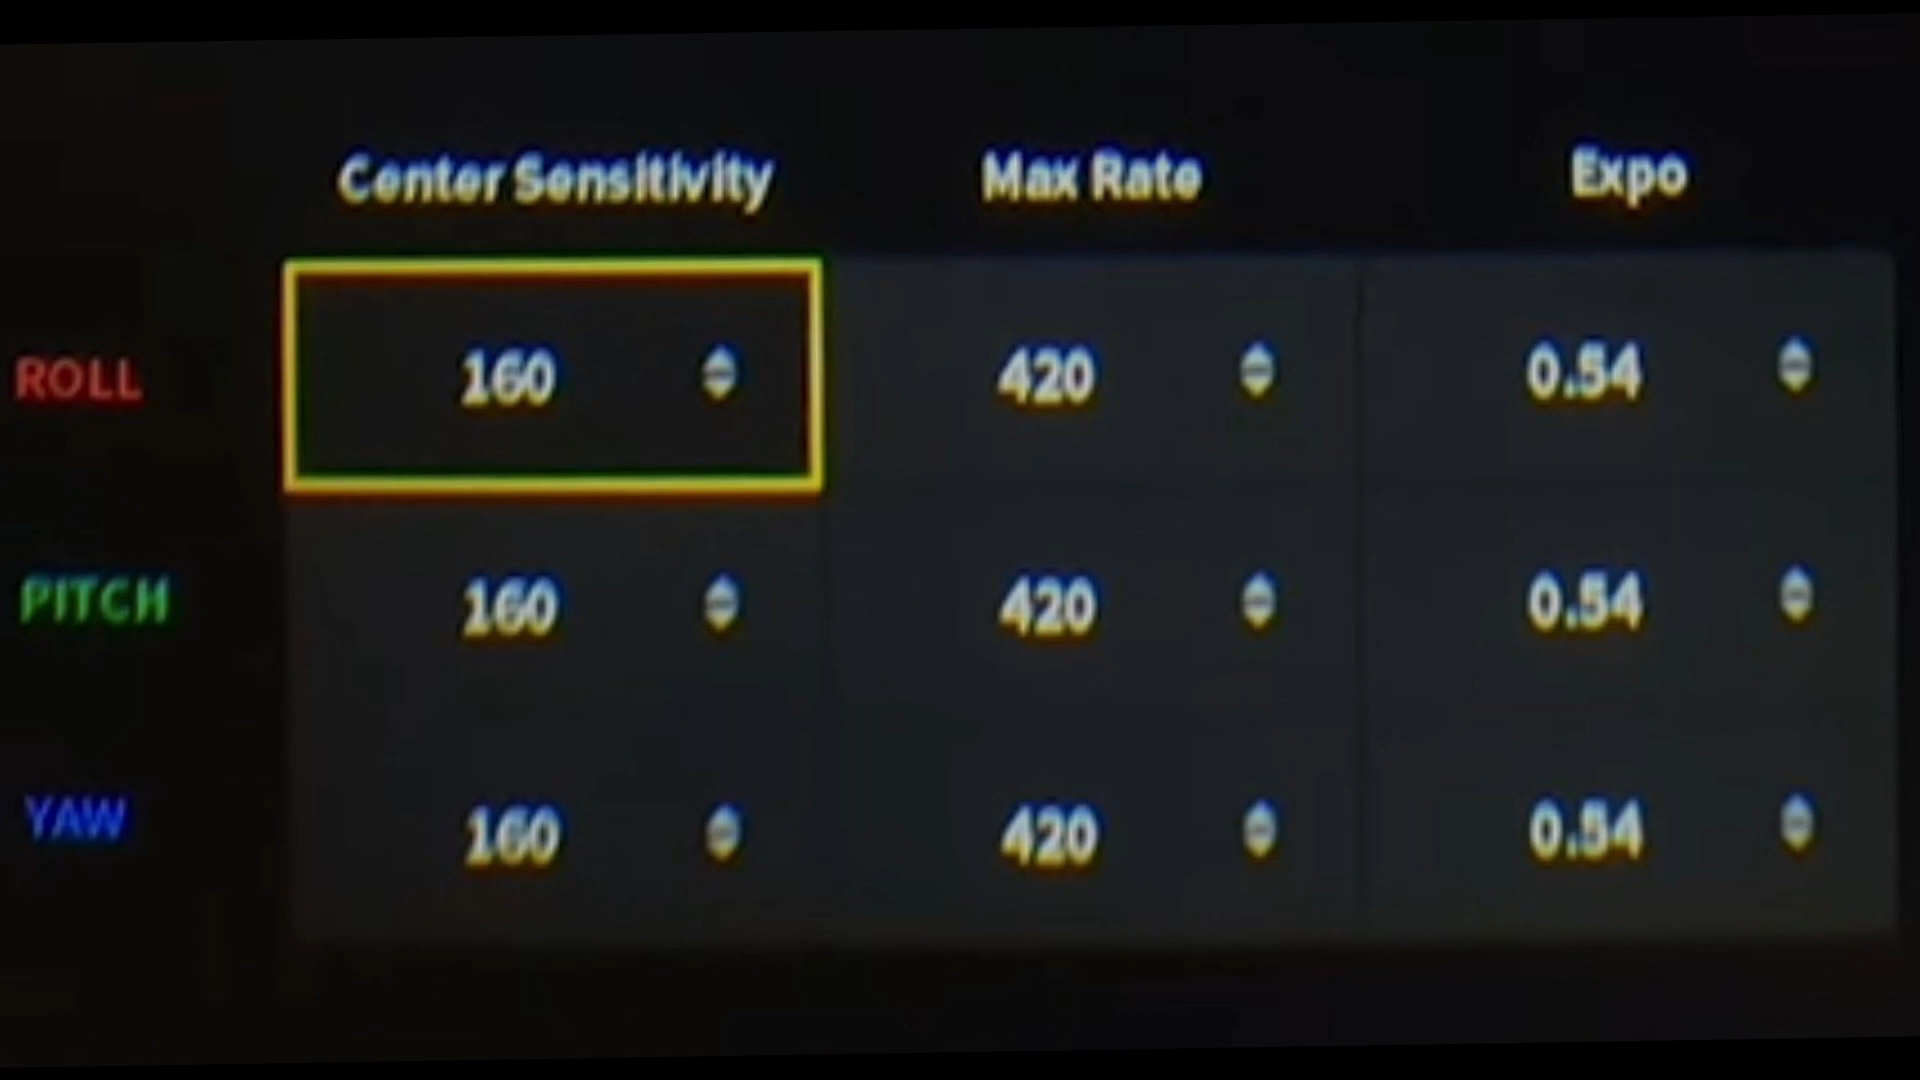 Center Sensitivity Max Rate Expo
ROLL 160 420 0.54
PITCH 160 420 0.54
YAW 160 420 0.54